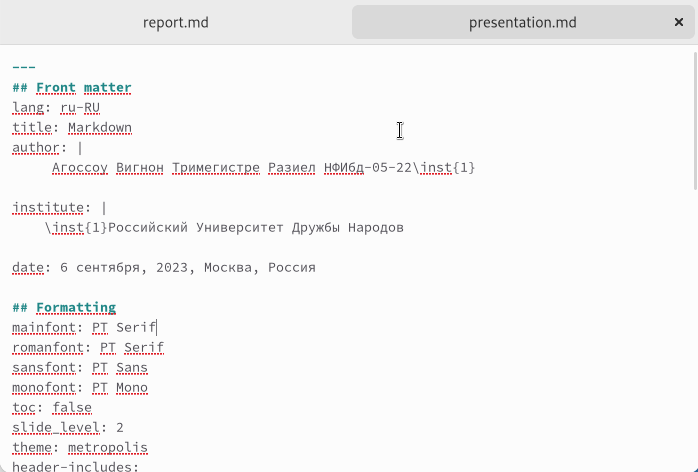 report.md
presentation.md ×
---
## Front matter
lang: ru-RU
title: Markdown
author: |
Агоссоу Вигнон Тримегистре Разиел НФИбд-05-22\inst{1}
institute: |
\inst{1}Российский Университет Дружбы Народов
date: 6 сентября, 2023, Москва, Россия
## Formatting
mainfont: PT Serif
romanfont: PT Serif
sansfont: PT Sans
monofont: PT Mono
toc: false
slide_level: 2
theme: metropolis
header-includes: